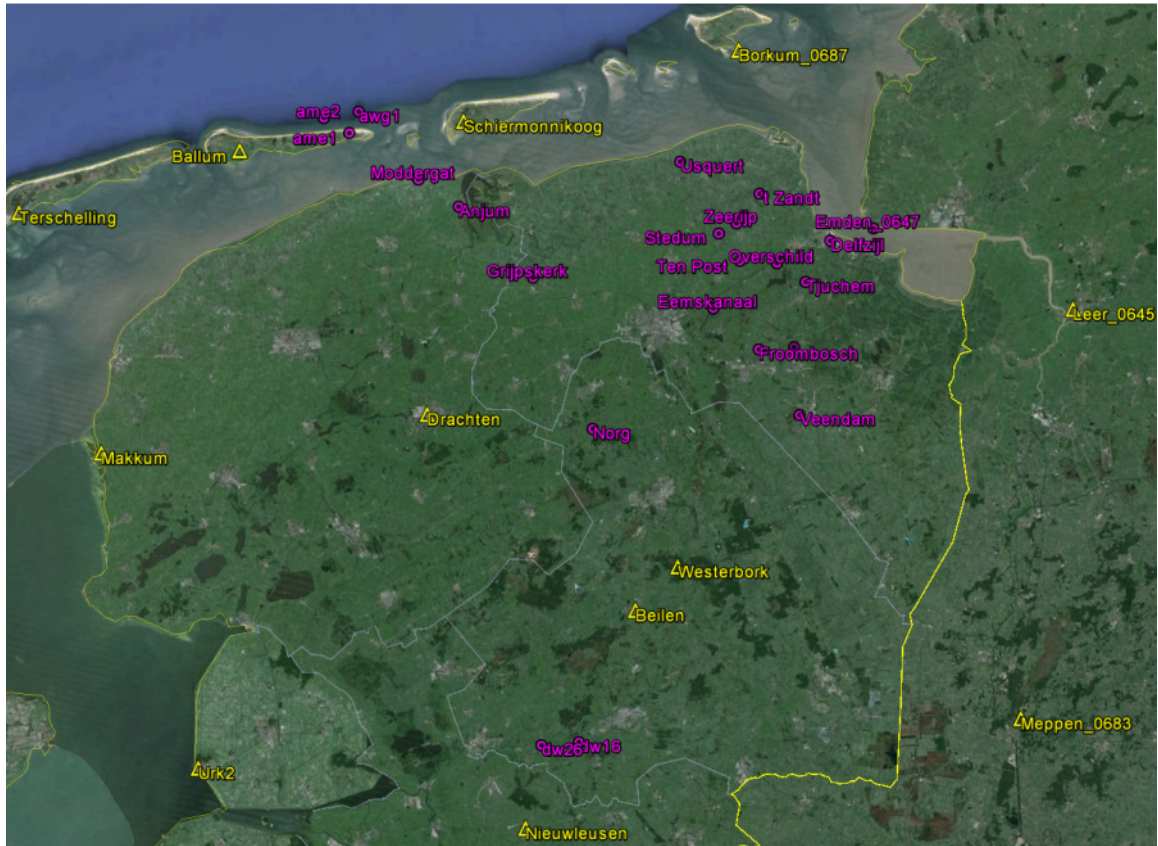 Borkum_0687
ame2
awg1
Schiermonnikoog
ame1
Ballum
Moddergat
Usquert
't Zandt
Terschelling
Anjum
Zeerijp
Emden_0647
Stedum
Delfzijl
Ten Post
Overschild
Grijpskerk
Tjuchem
Eemskanaal
Leer_0645
Froombosch
Drachten
Veendam
Norg
Makkum
Westerbork
Beilen
Meppen_0683
dw26
dw16
Urk2
Nieuwleusen